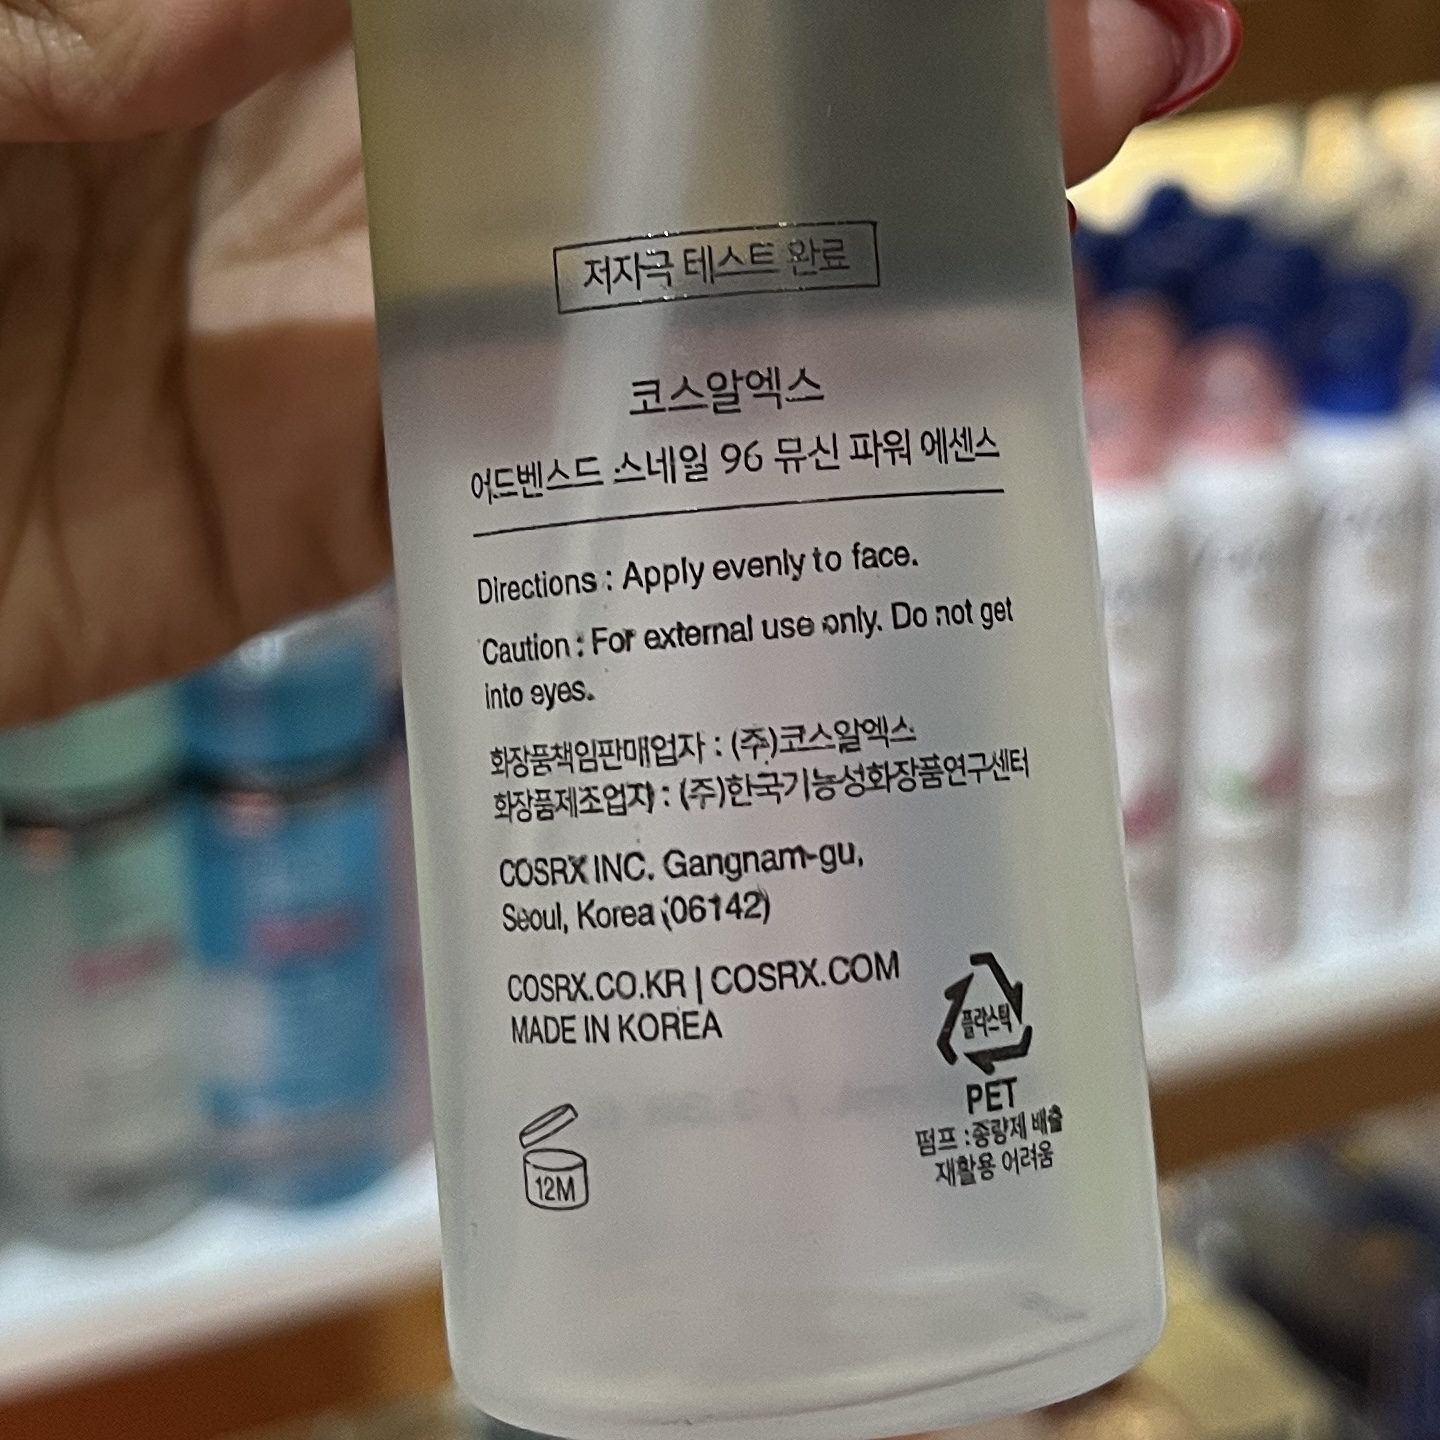 저자극 테스트 완료
코스알엑스
어드벤스드 스네일 96 뮤신 파워 에센스
Directions : Apply evenly to face.
Caution : For external use only. Do not get
into eyes.
화장품책임판매업자 : (주)코스알엑스
화장품제조업자 : (주)한국기능성화장품연구센터
COSRX INC. Gangnam-gu,
Seoul, Korea (06142)
COSRX.CO.KR | COSRX.COM
MADE IN KOREA
플라스틱
PET
펌프 : 종량제 배출
재활용 어려움
12M